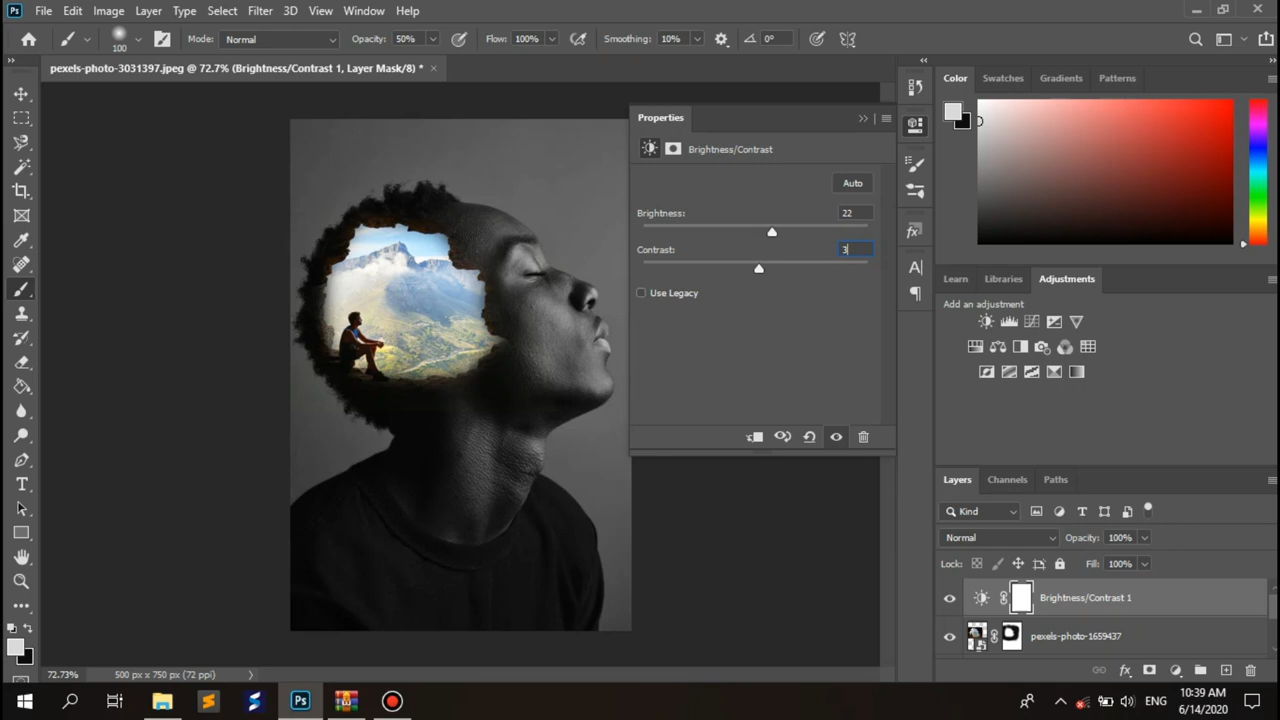 Ps File Edit Image Layer Type Select Filter 3D View Window Help
100 Mode: Normal Opacity: 50% Flow: 100% Smoothing: 10% 0°
pexels-photo-3031397.jpeg @ 72.7% (Brightness/Contrast 1, Layer Mask/8) * ×
Properties
Brightness/Contrast
Auto
Brightness: 22
Contrast: 3
Use Legacy
Color Swatches Gradients Patterns
Learn Libraries Adjustments
Add an adjustment
Layers Channels Paths
Kind
Normal Opacity: 100%
Lock: Fill: 100%
Brightness/Contrast 1
pexels-photo-1659437
72.73% 500 px x 750 px (72 ppi)
Ps ENG 10:39 AM
6/14/2020